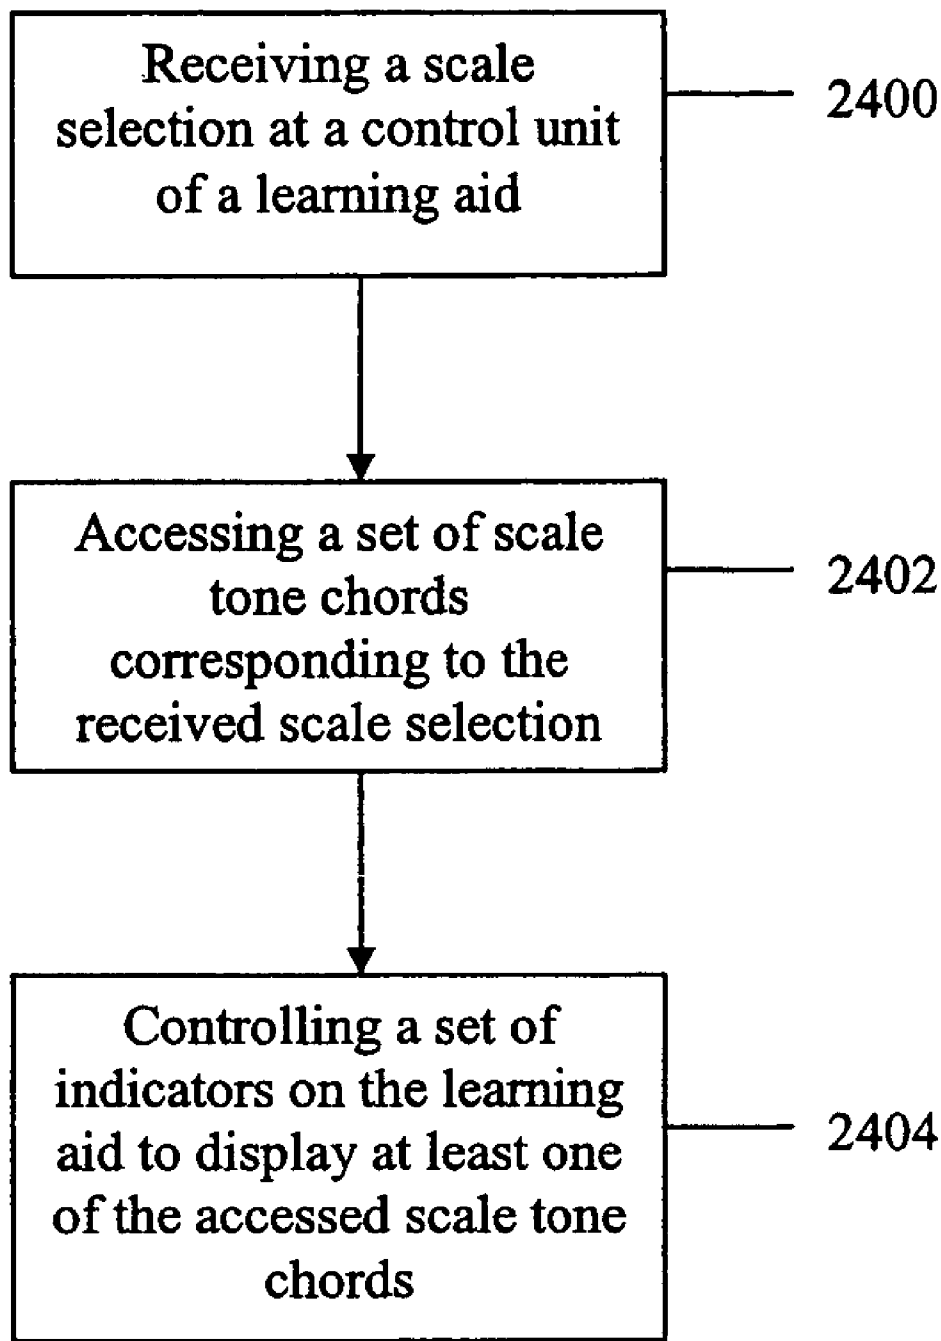 Receiving a scale
selection at a control unit
of a learning aid
2400
Accessing a set of scale
tone chords
corresponding to the
received scale selection
2402
Controlling a set of
indicators on the learning
aid to display at least one
of the accessed scale tone
chords
2404